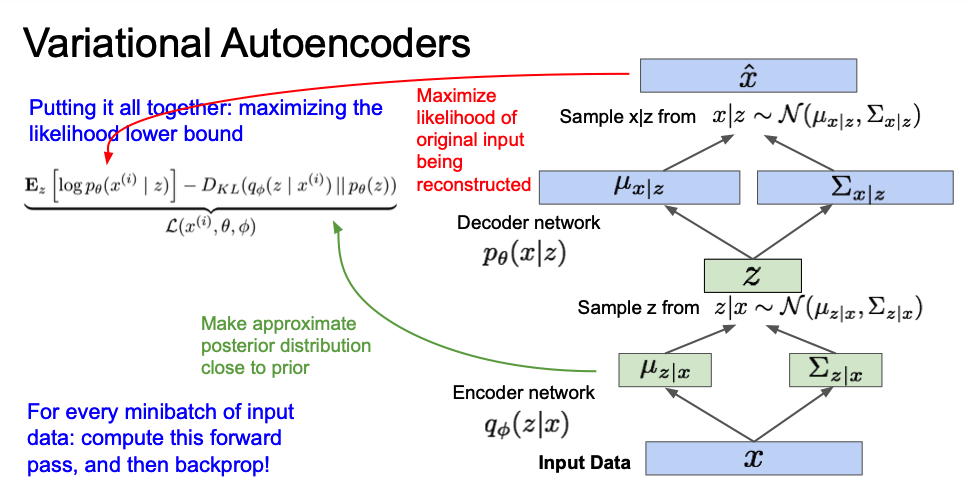 Variational Autoencoders
Putting it all together: maximizing the
likelihood lower bound
E_z [log p_θ(x^(i) | z)] − D_KL(q_ϕ(z | x^(i)) || p_θ(z))
ℒ(x^(i), θ, ϕ)
Maximize
likelihood of
original input
being
reconstructed
Make approximate
posterior distribution
close to prior
For every minibatch of input
data: compute this forward
pass, and then backprop!
x̂
Sample x|z from x|z ∼ 𝒩(μ_x|z, Σ_x|z)
μ_x|z Σ_x|z
Decoder network
p_θ(x|z)
z
Sample z from z|x ∼ 𝒩(μ_z|x, Σ_z|x)
μ_z|x Σ_z|x
Encoder network
q_ϕ(z|x)
Input Data x